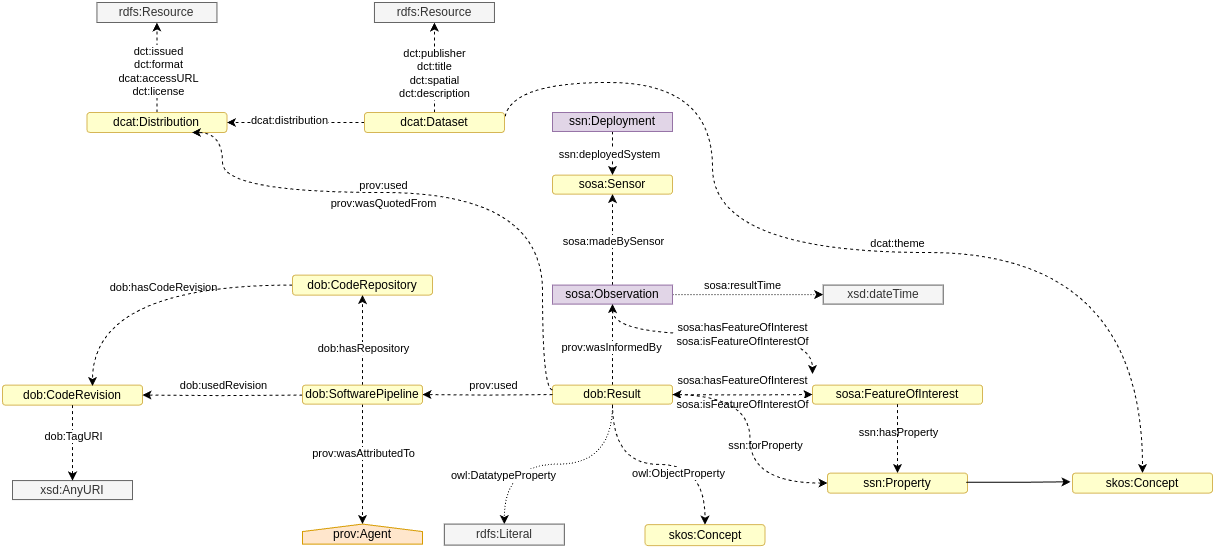 rdfs:Resource
rdfs:Resource
dct:issued
dct:format
dcat:accessURL
dct:license
dct:publisher
dct:title
dct:spatial
dct:description
dcat:Distribution
dcat:distribution
dcat:Dataset
ssn:Deployment
ssn:deployedSystem
sosa:Sensor
prov:used
prov:wasQuotedFrom
sosa:madeBySensor
dcat:theme
dob:hasCodeRevision
dob:CodeRepository
sosa:Observation
sosa:resultTime
xsd:dateTime
dob:hasRepository
prov:wasInformedBy
sosa:hasFeatureOfInterest
sosa:isFeatureOfInterestOf
dob:CodeRevision
dob:usedRevision
dob:SoftwarePipeline
prov:used
dob:Result
sosa:hasFeatureOfInterest
sosa:isFeatureOfInterestOf
sosa:FeatureOfInterest
dob:TagURI
prov:wasAttributedTo
ssn:forProperty
ssn:hasProperty
owl:DatatypeProperty
owl:ObjectProperty
xsd:AnyURI
ssn:Property
skos:Concept
prov:Agent
rdfs:Literal
skos:Concept